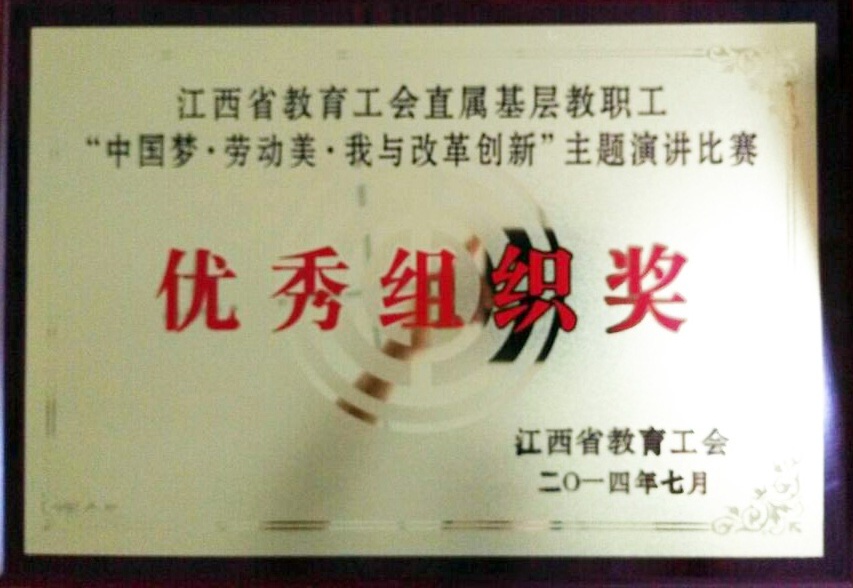 江西省教育工会直属基层教职工
“中国梦·劳动美·我与改革创新”主题演讲比赛
优秀组织奖
江西省教育工会
二〇一四年七月